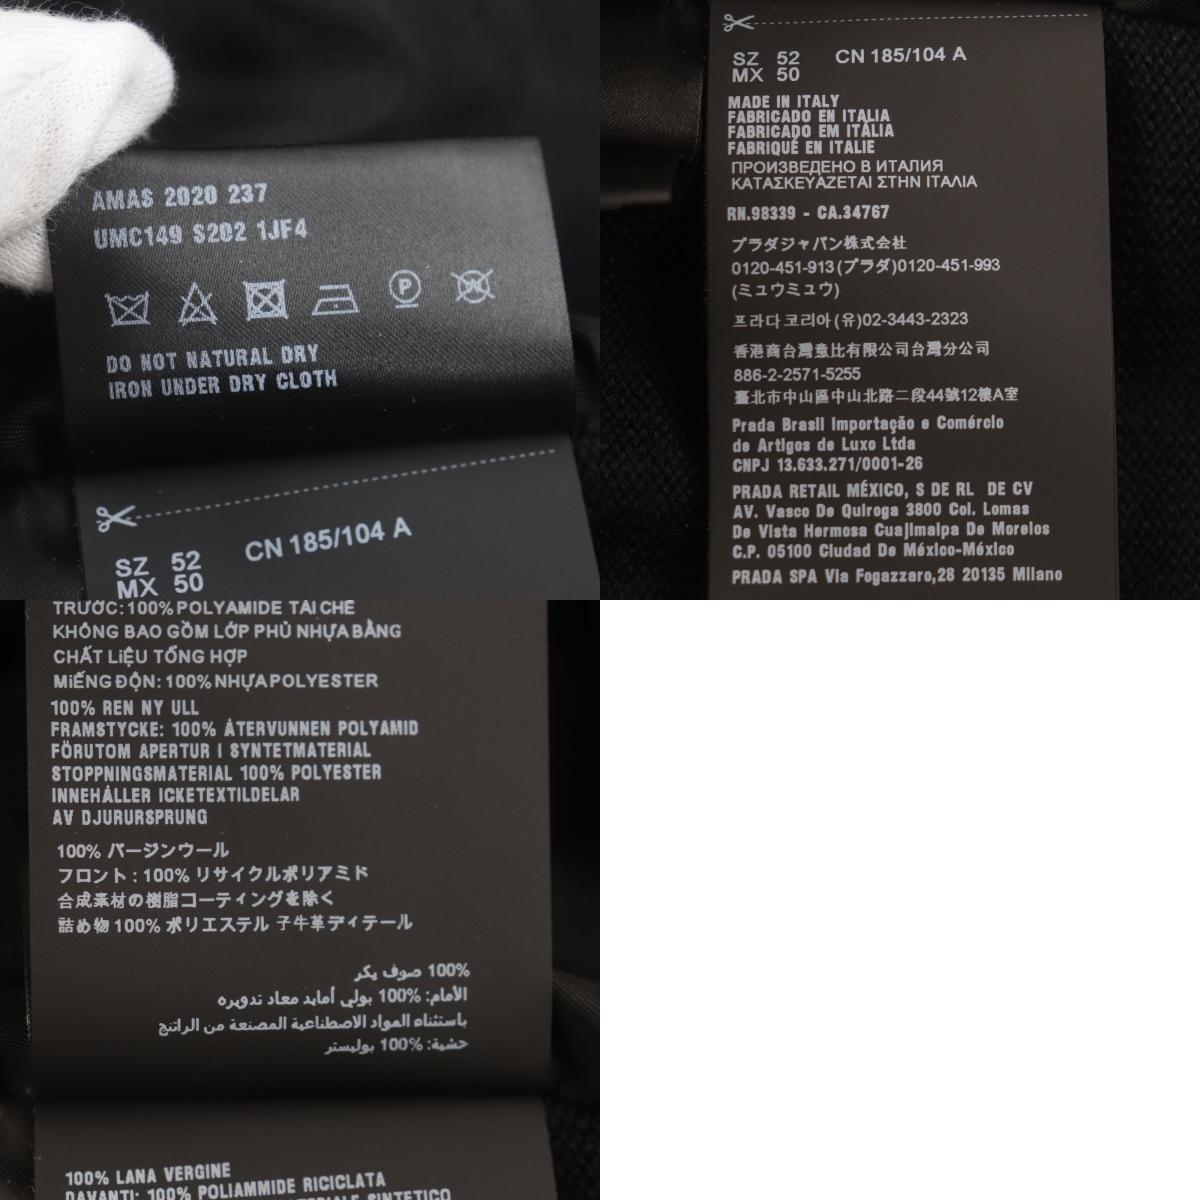 AMAS 2020 237
UMC149 S202 1JF4
P W
DO NOT NATURAL DRY
IRON UNDER DRY CLOTH
SZ 52 CN 185/104 A
MX 50
SZ 52 CN 185/104 A
MX 50
MADE IN ITALY
FABRICADO EN ITALIA
FABRICADO EM ITÁLIA
FABRIQUÉ EN ITALIE
ПРОИЗВЕДЕНО В ИТАЛИЯ
ΚΑΤΑΣΚΕΥΑΖΕΤΑΙ ΣΤΗΝ ΙΤΑΛΙΑ
RN.98339 - CA.34767
プラダジャパン株式会社
0120-451-913(プラダ)0120-451-993
(ミュウミュウ)
프라다 코리아(유)02-3443-2323
香港商台灣意比有限公司台灣分公司
886-2-2571-5255
臺北市中山區中山北路二段44號12樓A室
Prada Brasil Importação e Comércio
de Artigos de Luxo Ltda
CNPJ 13.633.271/0001-26
PRADA RETAIL MÉXICO, S DE RL DE CV
AV. Vasco De Quiroga 3800 Col. Lomas
De Vista Hermosa Cuajimalpa De Morelos
C.P. 05100 Ciudad De México-México
PRADA SPA Via Fogazzaro,28 20135 Milano
TRƯỚC:100% POLYAMIDE TÁI CHẾ
KHÔNG BAO GỒM LỚP PHỦ NHỰA BẰNG
CHẤT LIỆU TỔNG HỢP
MIẾNG ĐỘN: 100% NHỰA POLYESTER
100% REN NY ULL
FRAMSTYCKE: 100% ÅTERVUNNEN POLYAMID
FÖRUTOM APERTUR I SYNTETMATERIAL
STOPPNINGSMATERIAL 100% POLYESTER
INNEHÅLLER ICKETEXTILDELAR
AV DJURURSPRUNG
100% バージンウール
フロント : 100% リサイクルポリアミド
合成素材の樹脂コーティングを除く
詰め物 100% ポリエステル 子牛革ディテール
100% صوف بكر
الأمام: 100% بولي أمايد معاد تدويره
باستثناء المواد الاصطناعية المصنعة من الراتنج
حشية: 100% بوليستر
100% LANA VERGINE
DAVANTI: 100% POLIAMMIDE RICICLATA
SINTETICO